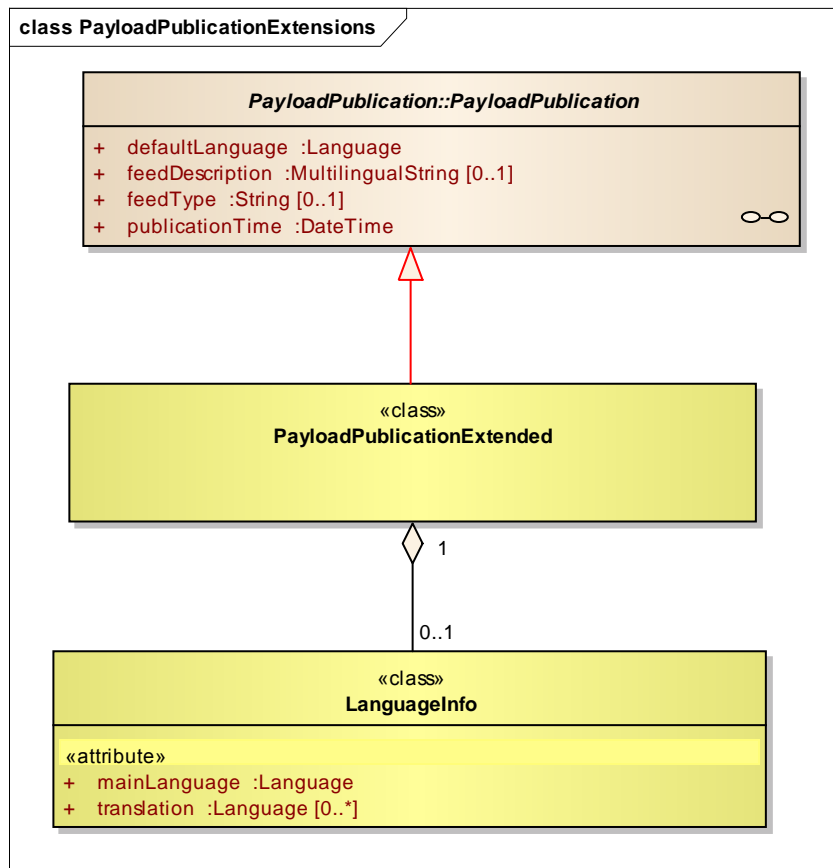 class PayloadPublicationExtensions
PayloadPublication::PayloadPublication
+ defaultLanguage :Language
+ feedDescription :MultilingualString [0..1]
+ feedType :String [0..1]
+ publicationTime :DateTime
«class»
PayloadPublicationExtended
1
0..1
«class»
LanguageInfo
«attribute»
+ mainLanguage :Language
+ translation :Language [0..*]